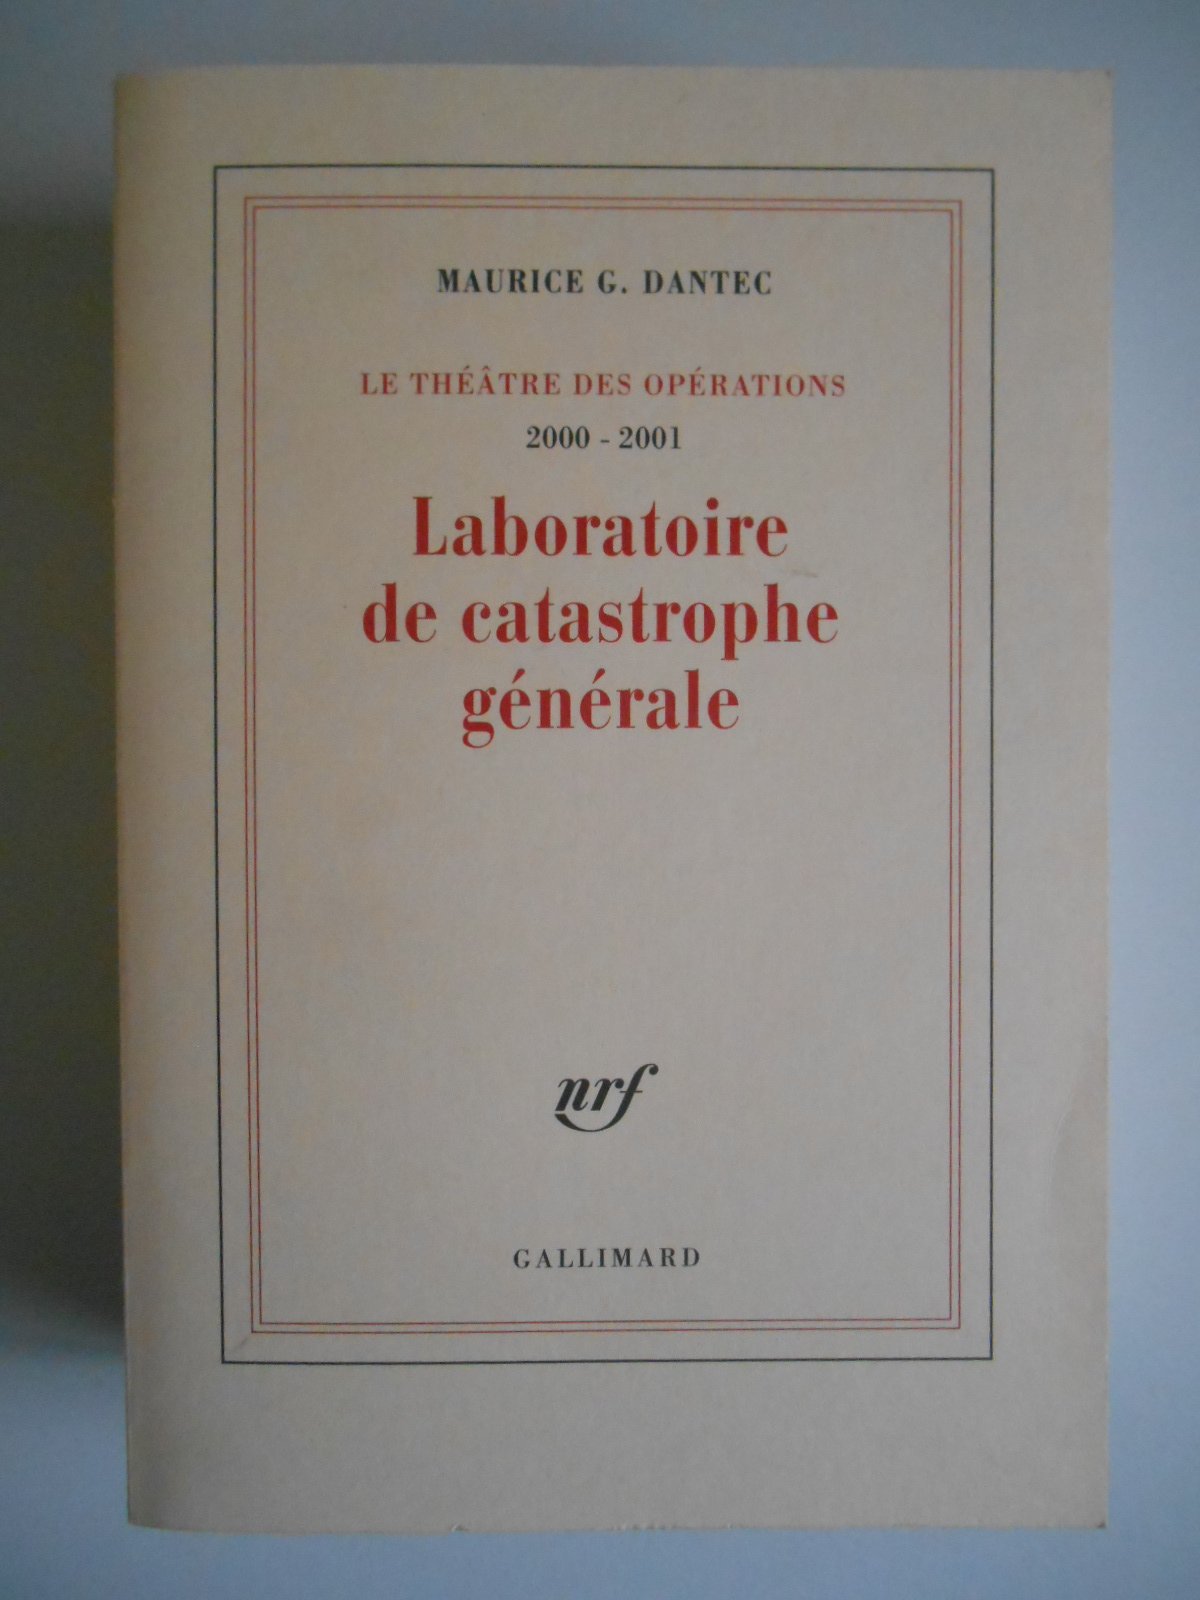 MAURICE G. DANTEC
LE THÉÂTRE DES OPÉRATIONS
2000 - 2001
Laboratoire
de catastrophe
générale
nrf
GALLIMARD